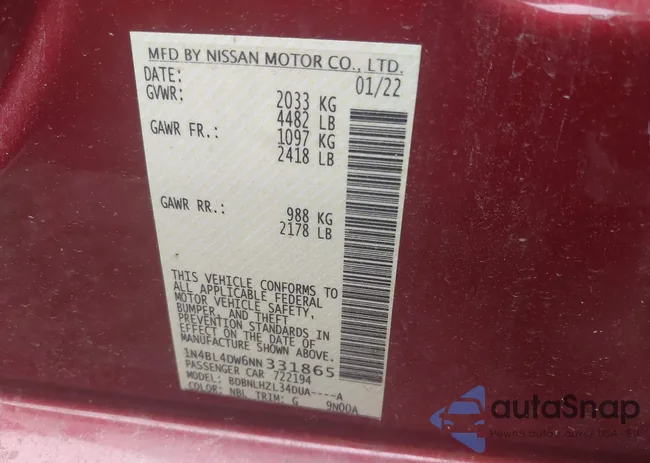 MFD BY NISSAN MOTOR CO., LTD.
DATE: 01/22
GVWR: 2033 KG
4482 LB
GAWR FR.: 1097 KG
2418 LB
GAWR RR.: 988 KG
2178 LB
THIS VEHICLE CONFORMS TO
ALL APPLICABLE FEDERAL
MOTOR VEHICLE SAFETY,
BUMPER, AND THEFT
PREVENTION STANDARDS IN
EFFECT ON THE DATE OF
MANUFACTURE SHOWN ABOVE.
1N4BL4DW6NN331865
PASSENGER CAR 722194
MODEL: BDBNLHZL34DUA----A
COLOR: NBL TRIM: G 9N00A
autoSnap